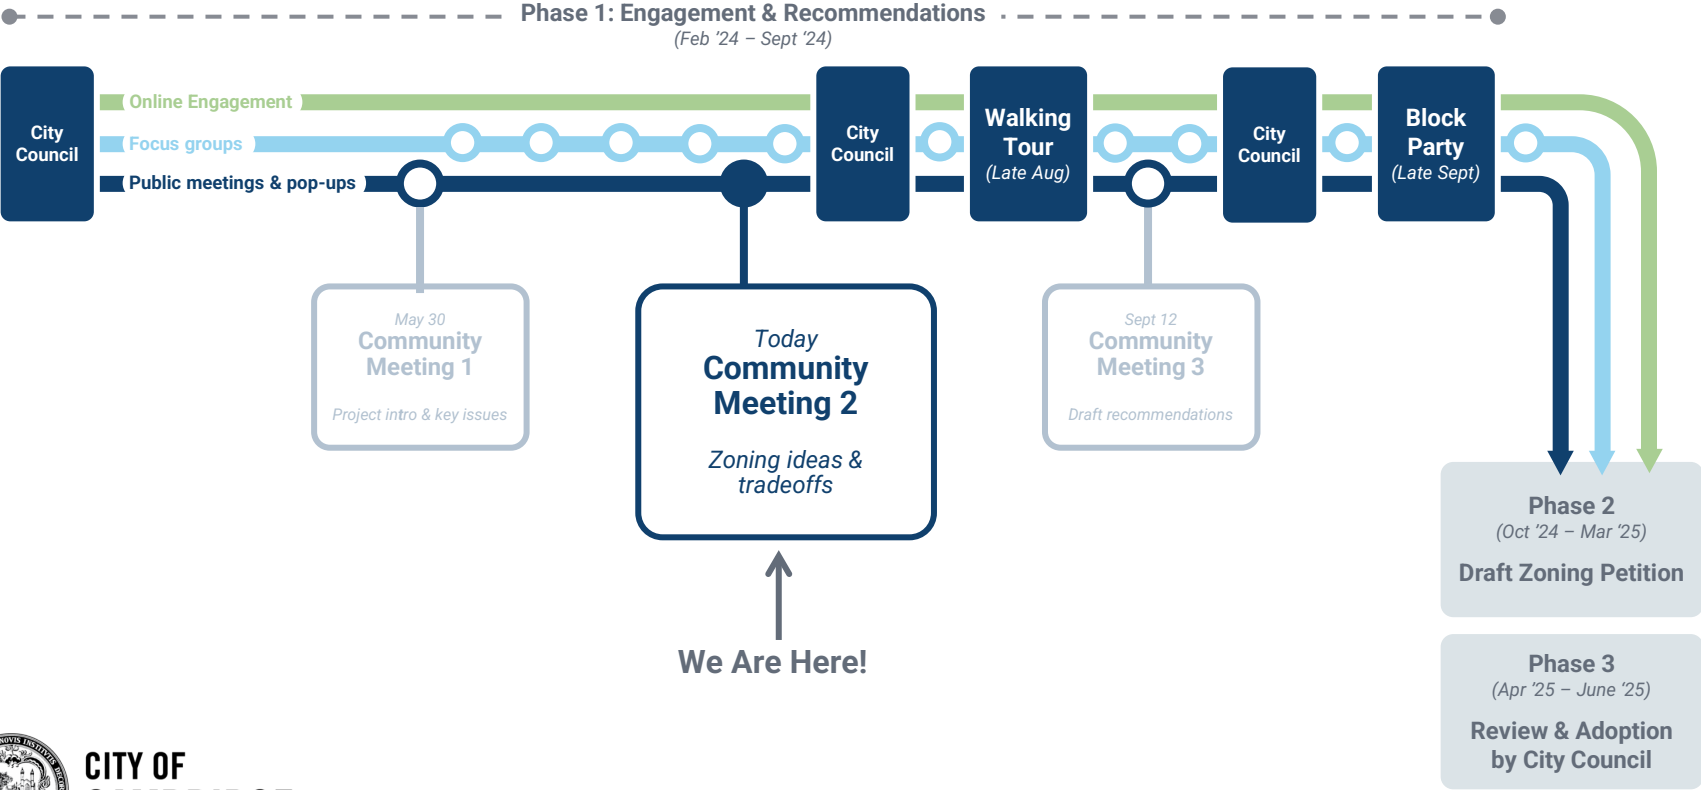 Phase 1: Engagement & Recommendations
(Feb ‘24 – Sept ‘24)
City
Council
Online Engagement
Focus groups
Public meetings & pop-ups
City
Council
Walking
Tour
(Late Aug)
City
Council
Block
Party
(Late Sept)
May 30
Community
Meeting 1
Project intro & key issues
Today
Community
Meeting 2
Zoning ideas &
tradeoffs
Sept 12
Community
Meeting 3
Draft recommendations
We Are Here!
Phase 2
(Oct ‘24 – Mar ‘25)
Draft Zoning Petition
Phase 3
(Apr ‘25 – June ‘25)
Review & Adoption
by City Council
CITY OF